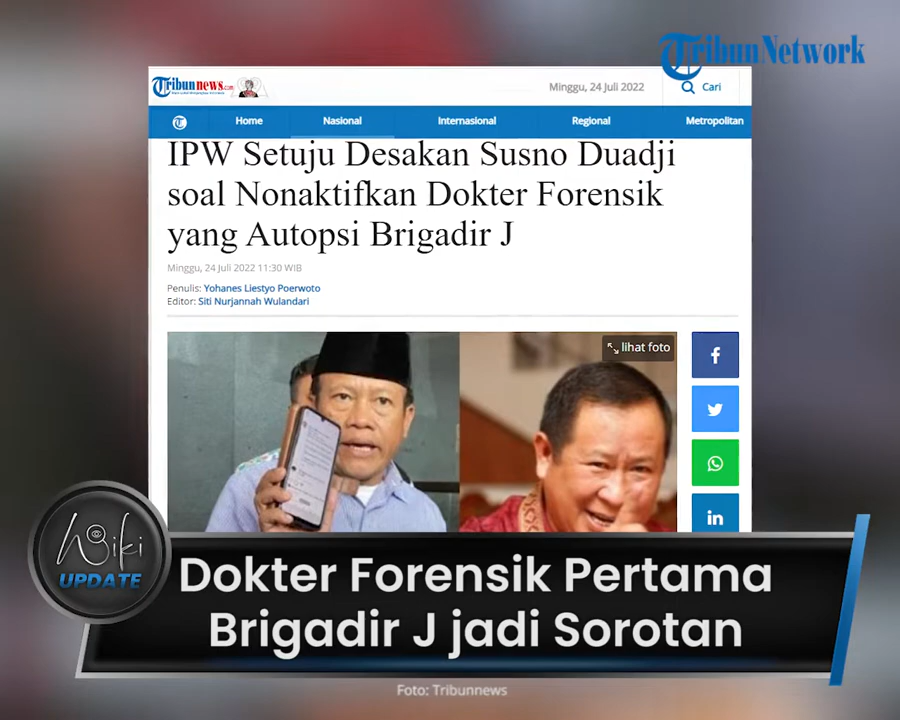 Tribun Network
Tribunnews.com
Minggu, 24 Juli 2022
Cari
Home
Nasional
Internasional
Regional
Metropolitan
IPW Setuju Desakan Susno Duadji
soal Nonaktifkan Dokter Forensik
yang Autopsi Brigadir J
Minggu, 24 Juli 2022 11:30 WIB
Penulis: Yohanes Liestyo Poerwoto
Editor: Siti Nurjannah Wulandari
lihat foto
Wiki
UPDATE
Dokter Forensik Pertama
Brigadir J jadi Sorotan
Foto: Tribunnews